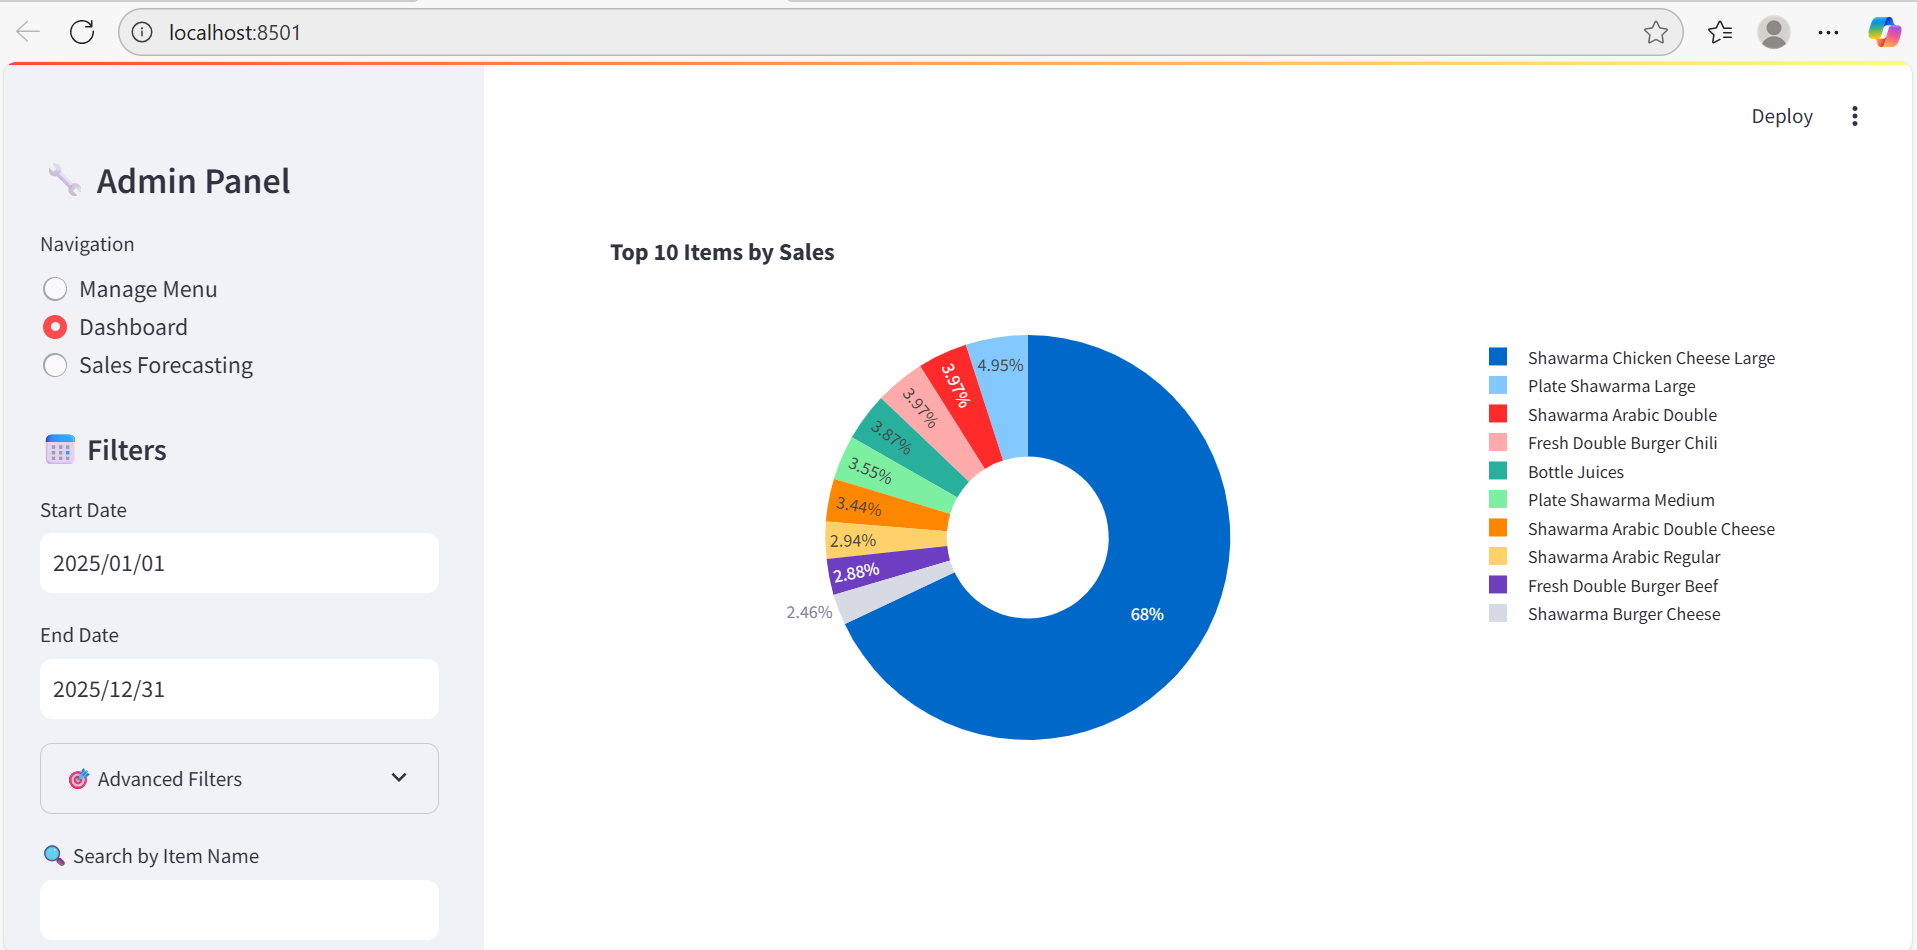 localhost:8501
Deploy
Admin Panel
Navigation
Manage Menu
Dashboard
Sales Forecasting
Filters
Start Date
2025/01/01
End Date
2025/12/31
Advanced Filters
Search by Item Name
Top 10 Items by Sales
4.95%
3.97%
3.97%
3.87%
3.55%
3.44%
2.94%
2.88%
2.46%
68%
Shawarma Chicken Cheese Large
Plate Shawarma Large
Shawarma Arabic Double
Fresh Double Burger Chili
Bottle Juices
Plate Shawarma Medium
Shawarma Arabic Double Cheese
Shawarma Arabic Regular
Fresh Double Burger Beef
Shawarma Burger Cheese